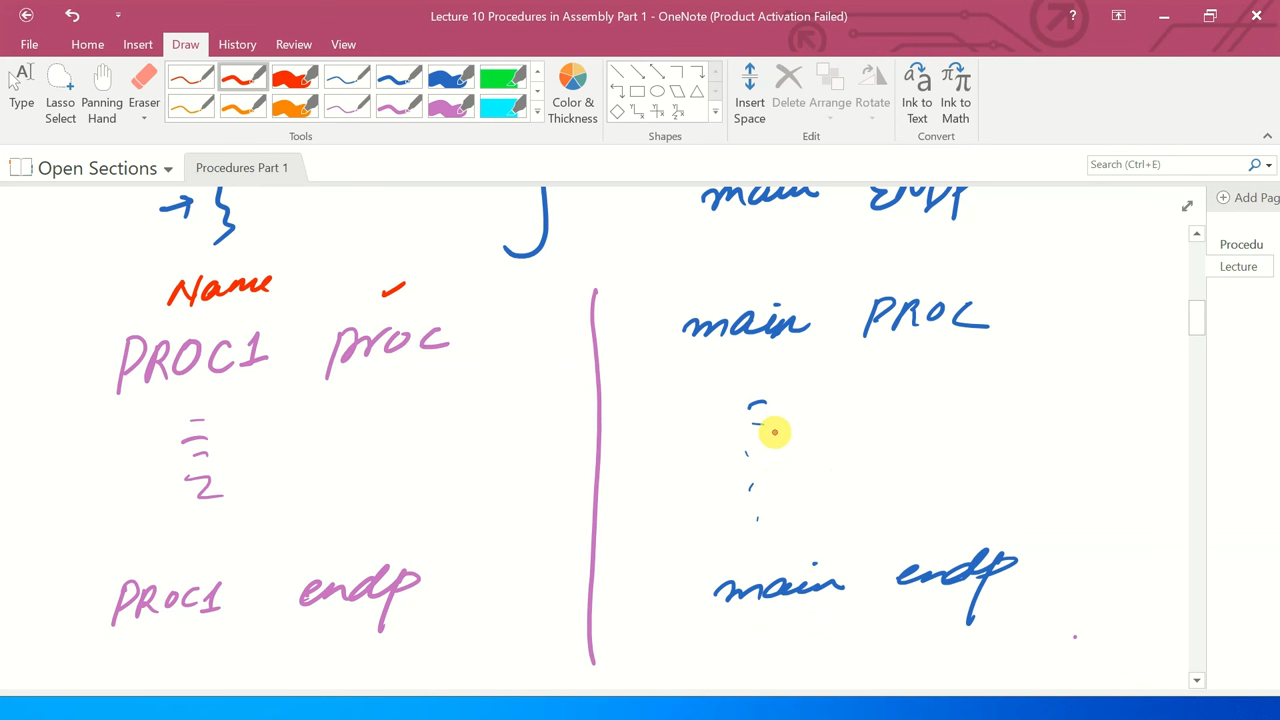 Lecture 10 Procedures in Assembly Part 1 - OneNote (Product Activation Failed)
?
File Home Insert Draw History Review View
Type
Lasso Select
Panning Hand
Eraser
Color & Thickness
Insert Space
Delete
Arrange
Rotate
Ink to Text
Ink to Math
Tools
Shapes
Edit
Convert
Open Sections
Procedures Part 1
Search (Ctrl+E)
Add Pag
Procedu
Lecture
main ENDP
Name
PROC1 proc
PROC1 endp
main PROC
main endp